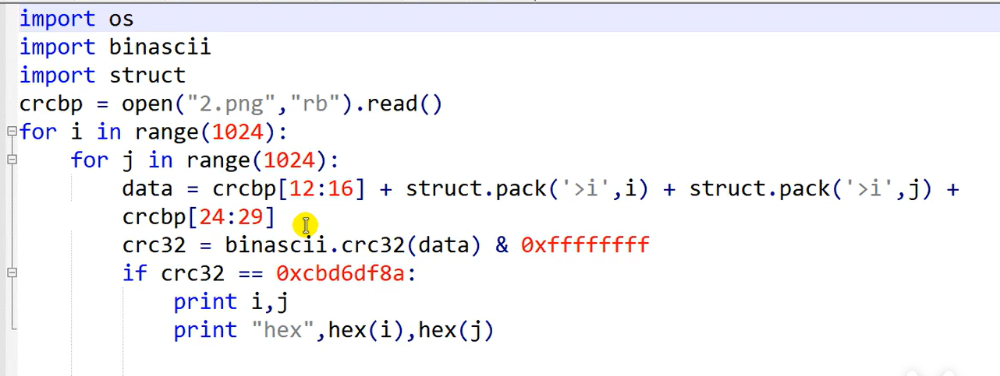 import os
import binascii
import struct
crcbp = open("2.png","rb").read()
for i in range(1024):
    for j in range(1024):
        data = crcbp[12:16] + struct.pack('>i',i) + struct.pack('>i',j) +
        crcbp[24:29]
        crc32 = binascii.crc32(data) & 0xffffffff
        if crc32 == 0xcbd6df8a:
            print i,j
            print "hex",hex(i),hex(j)